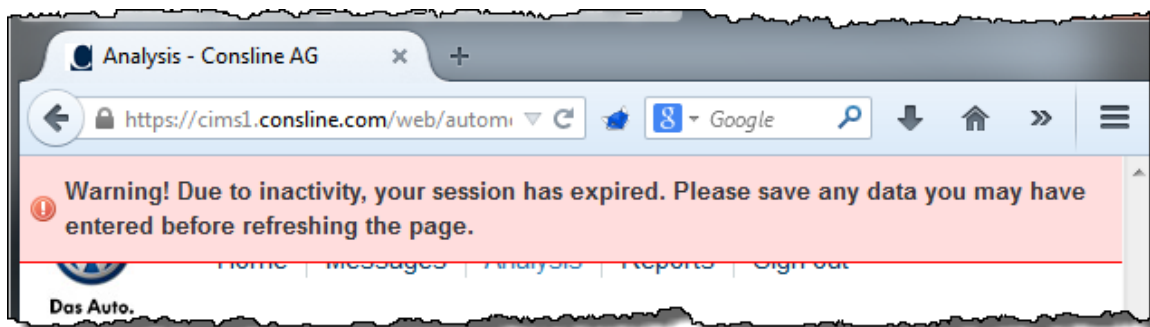 Analysis - Consline AG
https://cims1.consline.com/web/autom
8 Google
Warning! Due to inactivity, your session has expired. Please save any data you may have
entered before refreshing the page.
Home | Messages | Analysis | Reports | Sign out
Das Auto.